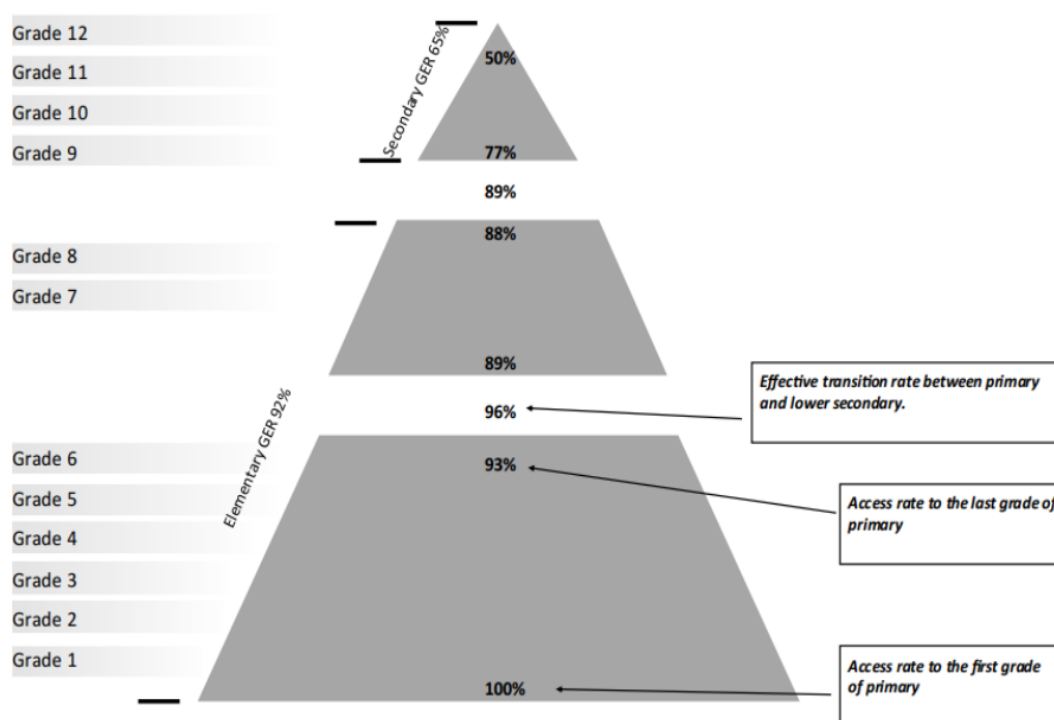 Grade 12
Grade 11
Grade 10
Grade 9
Secondary GER 65%
50%
77%
89%
88%
Grade 8
Grade 7
89%
Effective transition rate between primary
and lower secondary.
96%
Elementary GER 92%
Grade 6
Grade 5
Grade 4
Grade 3
Grade 2
Grade 1
93%
Access rate to the last grade of
primary
100%
Access rate to the first grade
of primary